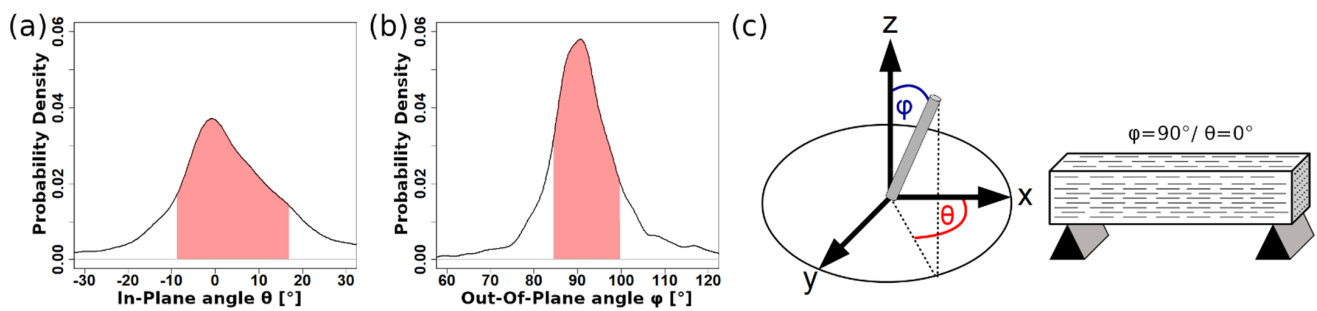 (a)
Probability Density
0.00 0.02 0.04 0.06
-30 -20 -10 0 10 20 30
In-Plane angle θ [°]
(b)
Probability Density
0.00 0.02 0.04 0.06
60 70 80 90 100 120
Out-Of-Plane angle φ [°]
(c)
z
φ
x
θ
y
φ=90°/ θ=0°